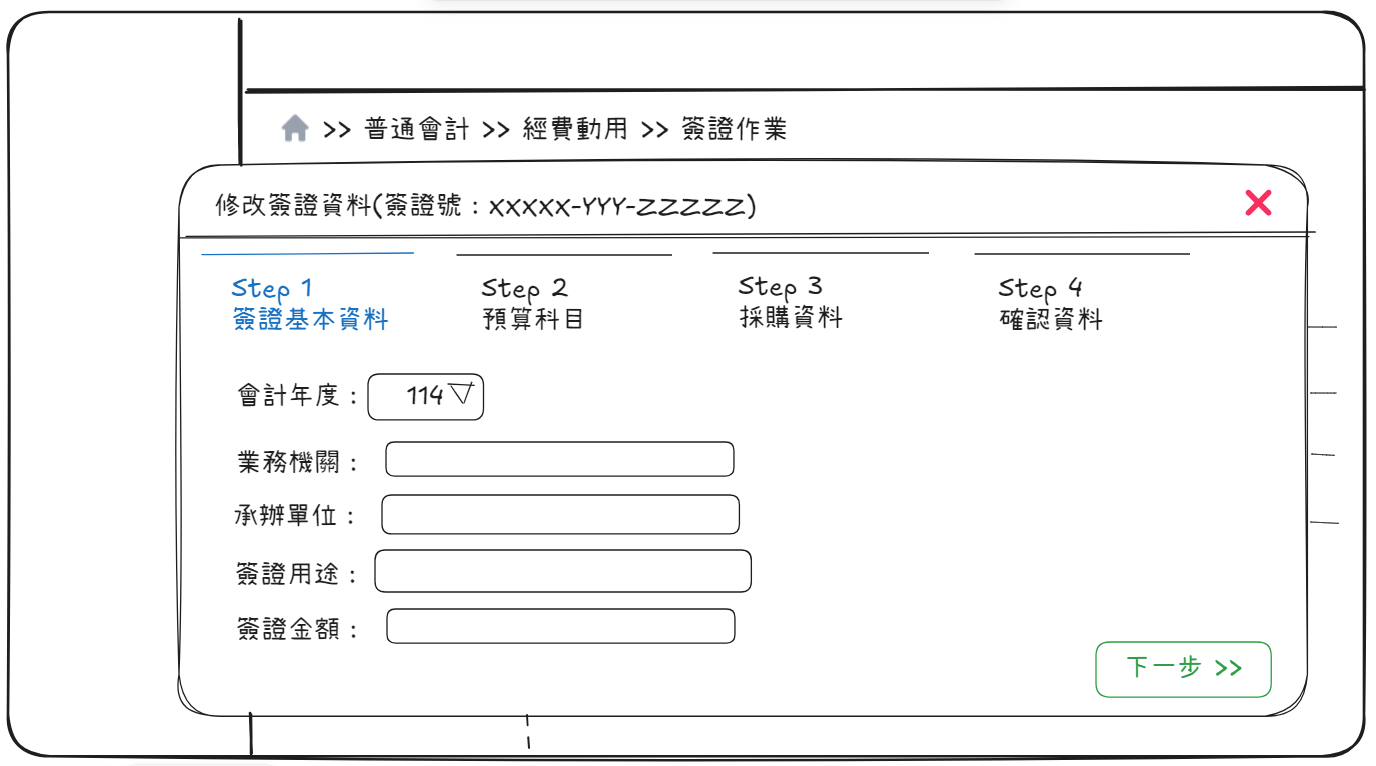 >> 普通會計 >> 經費動用 >> 簽證作業
修改簽證資料(簽證號：XXXXX-YYY-ZZZZZ)
Step 1
簽證基本資料
Step 2
預算科目
Step 3
採購資料
Step 4
確認資料
會計年度： 114
業務機關：
承辦單位：
簽證用途：
簽證金額：
下一步 >>